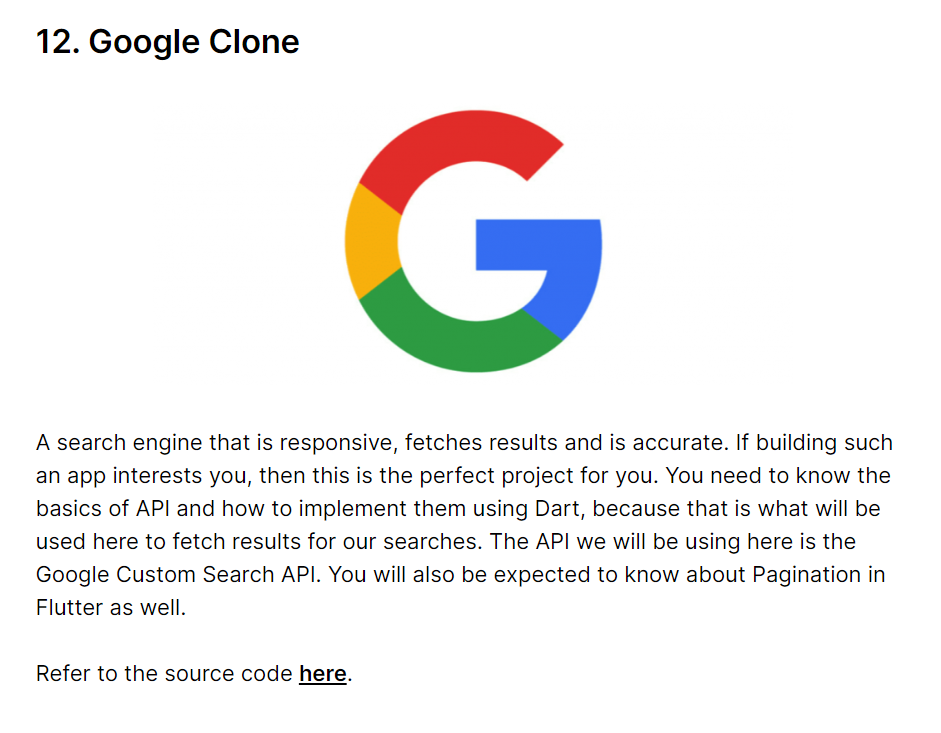 12. Google Clone
A search engine that is responsive, fetches results and is accurate. If building such
an app interests you, then this is the perfect project for you. You need to know the
basics of API and how to implement them using Dart, because that is what will be
used here to fetch results for our searches. The API we will be using here is the
Google Custom Search API. You will also be expected to know about Pagination in
Flutter as well.
Refer to the source code here.